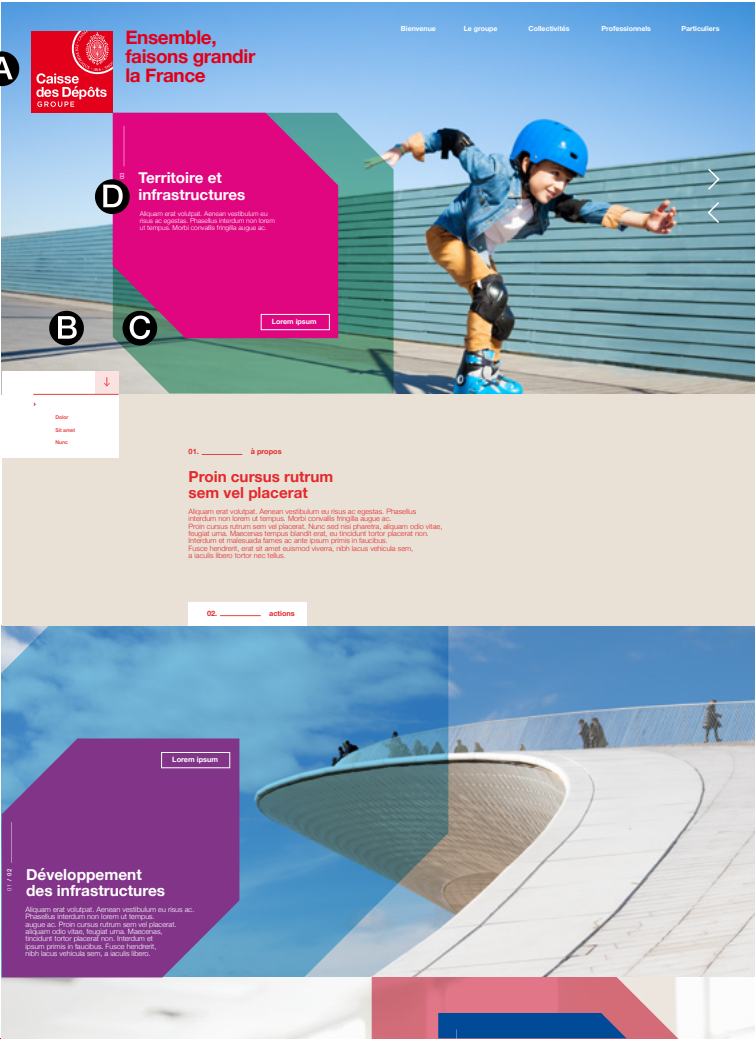 Bienvenue
Le groupe
Collectivités
Professionnels
Particuliers
Ensemble,
faisons grandir
la France
A
Caisse
des Dépôts
GROUPE
Territoire et
infrastructures
D
Aliquam erat volutpat. Aenean vestibulum eu
risus ac egestas. Phasellus interdum non lorem
ut tempus. Morbi convallis fringilla augue ac.
Lorem ipsum
B
C
Dolor
Sit amet
Nunc
01.
à propos
Proin cursus rutrum
sem vel placerat
Aliquam erat volutpat. Aenean vestibulum eu risus ac egestas. Phasellus
interdum non lorem ut tempus. Morbi convallis fringilla augue ac.
Proin cursus rutrum sem vel placerat. Nunc sed nisi pharetra, aliquam odio vitae,
feugiat urna. Maecenas tempus blandit erat, eu tincidunt tortor placerat non.
Interdum et malesuada fames ac ante ipsum primis in faucibus.
Fusce hendrerit, erat sit amet euismod viverra, nibh lacus vehicula sem,
a iaculis libero tortor nec tellus.
02.
actions
Lorem ipsum
01 / 02
Développement
des infrastructures
Aliquam erat volutpat. Aenean vestibulum eu risus ac.
Phasellus interdum non lorem ut tempus.
augue ac. Proin cursus rutrum sem vel placerat.
aliquam odio vitae, feugiat urna. Maecenas,
tincidunt tortor placerat non. Interdum et
ipsum primis in faucibus. Fusce hendrerit,
nibh lacus vehicula sem, a iaculis libero.